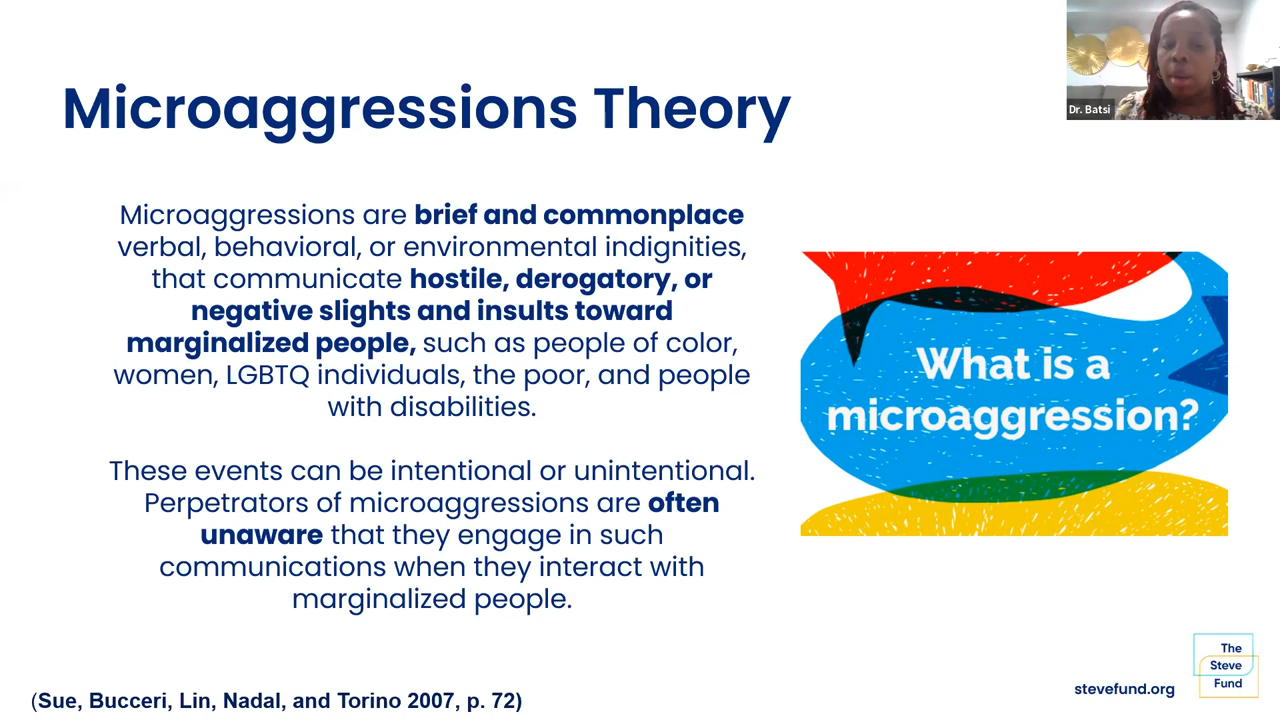 Microaggressions Theory
Dr. Batsi
Microaggressions are brief and commonplace
verbal, behavioral, or environmental indignities,
that communicate hostile, derogatory, or
negative slights and insults toward
marginalized people, such as people of color,
women, LGBTQ individuals, the poor, and people
with disabilities.
These events can be intentional or unintentional.
Perpetrators of microaggressions are often
unaware that they engage in such
communications when they interact with
marginalized people.
What is a
microaggression?
(Sue, Bucceri, Lin, Nadal, and Torino 2007, p. 72)
stevefund.org
The
Steve
Fund